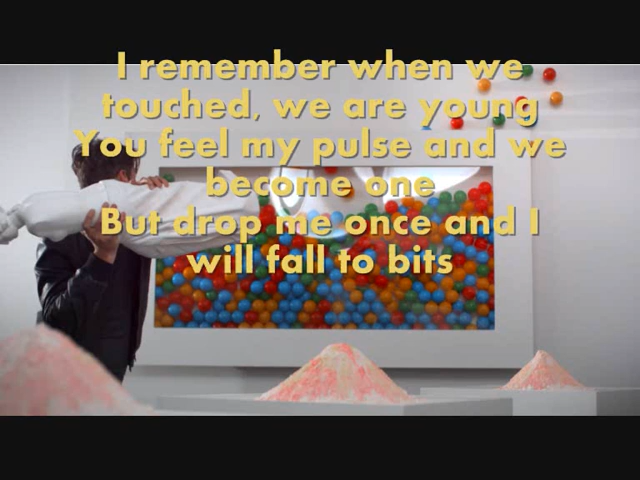 I remember when we
touched, we are young
You feel my pulse and we
become one
But drop me once and I
will fall to bits